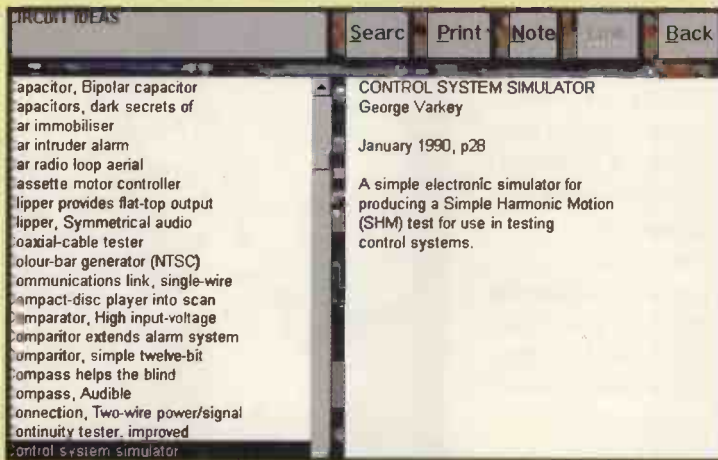 CIRCUIT IDEAS
Searc
Print
Note
Back
apacitor, Bipolar capacitor
apacitors, dark secrets of
ar immobiliser
ar intruder alarm
ar radio loop aerial
assette motor controller
lipper provides flat-top output
lipper, Symmetrical audio
oaxial-cable tester
olour-bar generator (NTSC)
ommunications link, single-wire
ompact-disc player into scan
omparator, High input-voltage
omparitor extends alarm system
omparitor, simple twelve-bit
ompass helps the blind
ompass, Audible
onnection, Two-wire power/signal
ontinuity tester, improved
ontrol system simulator
CONTROL SYSTEM SIMULATOR
George Varkey
January 1990, p28
A simple electronic simulator for
producing a Simple Harmonic Motion
(SHM) test for use in testing
control systems.